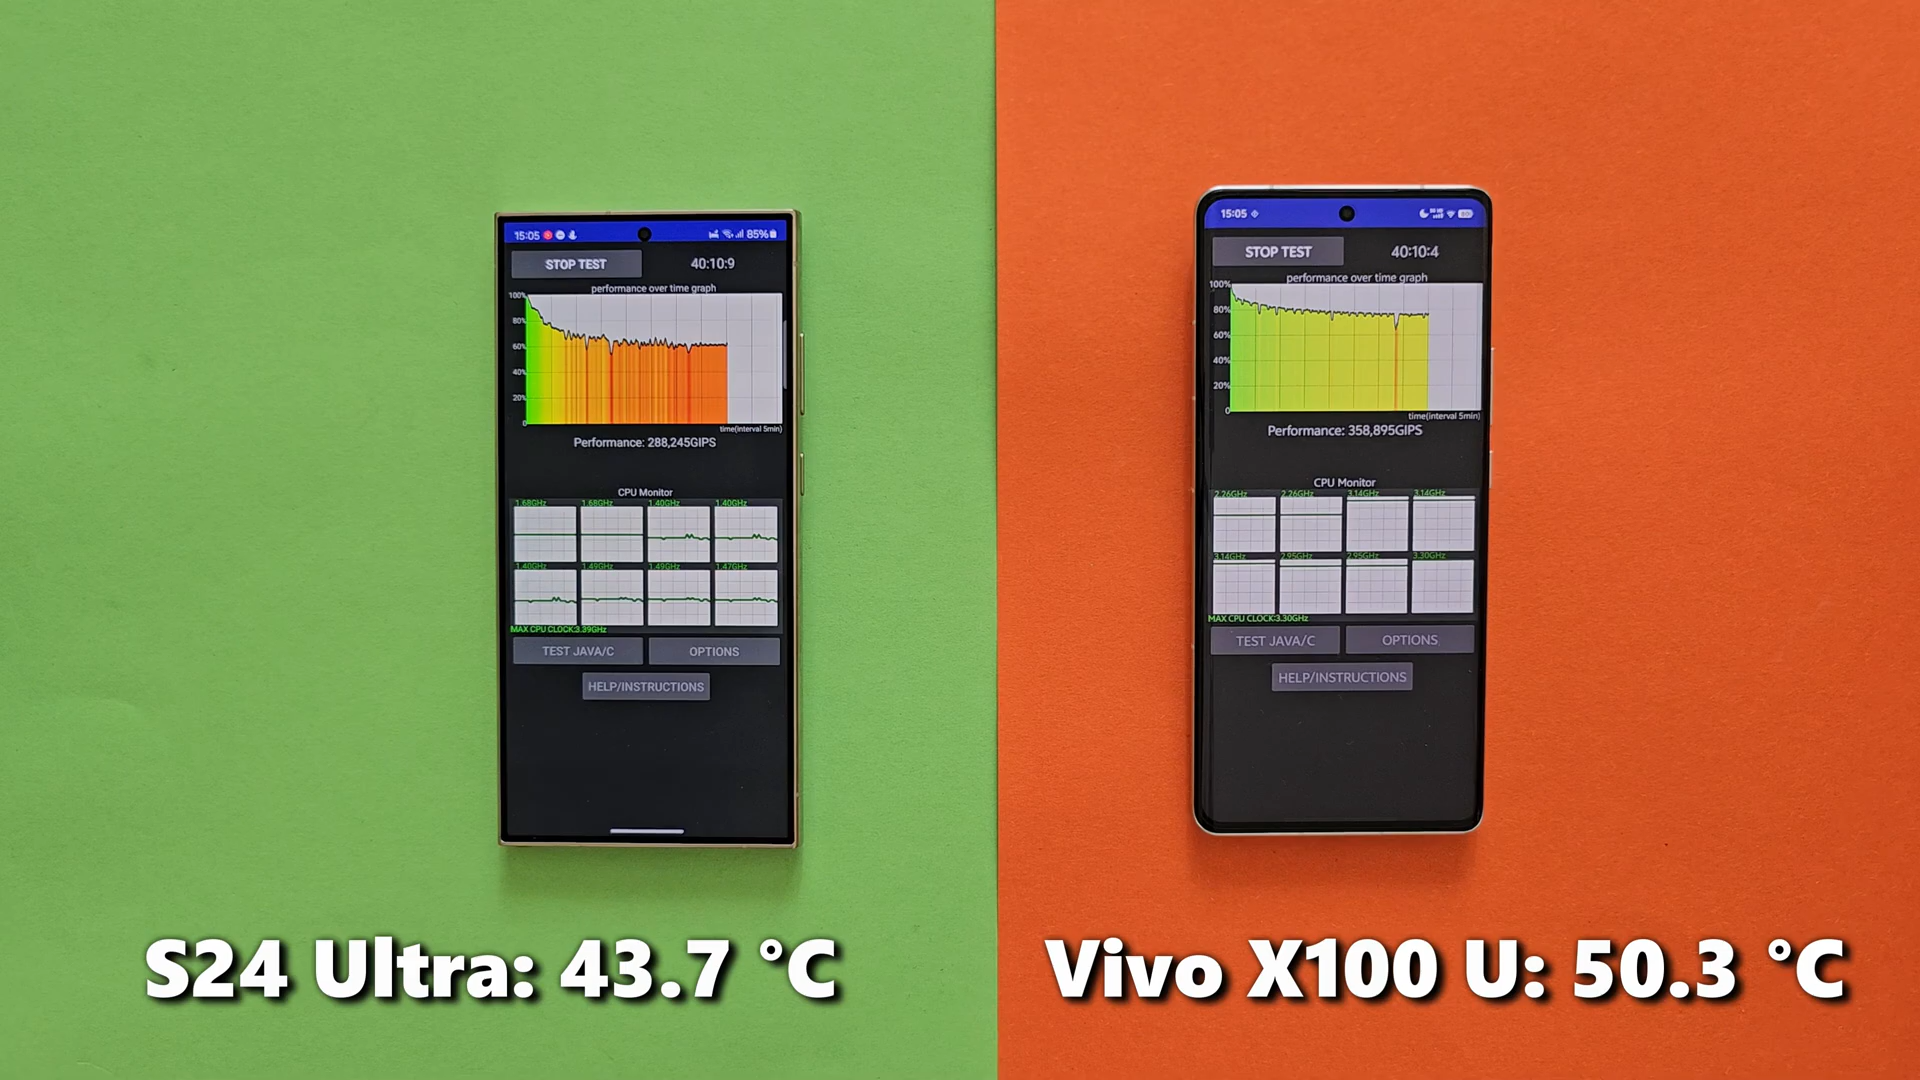 15:05
85%
STOP TEST
40:10:9
performance over time graph
100%
80%
60%
40%
20%
0
time(interval 5min)
Performance: 288,245GIPS
CPU Monitor
1.68GHz 1.68GHz 1.40GHz 1.40GHz
1.40GHz 1.49GHz 1.49GHz 1.47GHz
MAX CPU CLOCK:3.39GHz
TEST JAVA/C
OPTIONS
HELP/INSTRUCTIONS
15:05
STOP TEST
40:10:4
performance over time graph
100%
80%
60%
40%
20%
0
time(interval 5min)
Performance: 358,895GIPS
CPU Monitor
2.26GHz 2.26GHz 3.14GHz 3.14GHz
3.14GHz 2.95GHz 2.95GHz 3.30GHz
MAX CPU CLOCK:3.30GHz
TEST JAVA/C
OPTIONS
HELP/INSTRUCTIONS
S24 Ultra: 43.7 °C
Vivo X100 U: 50.3 °C